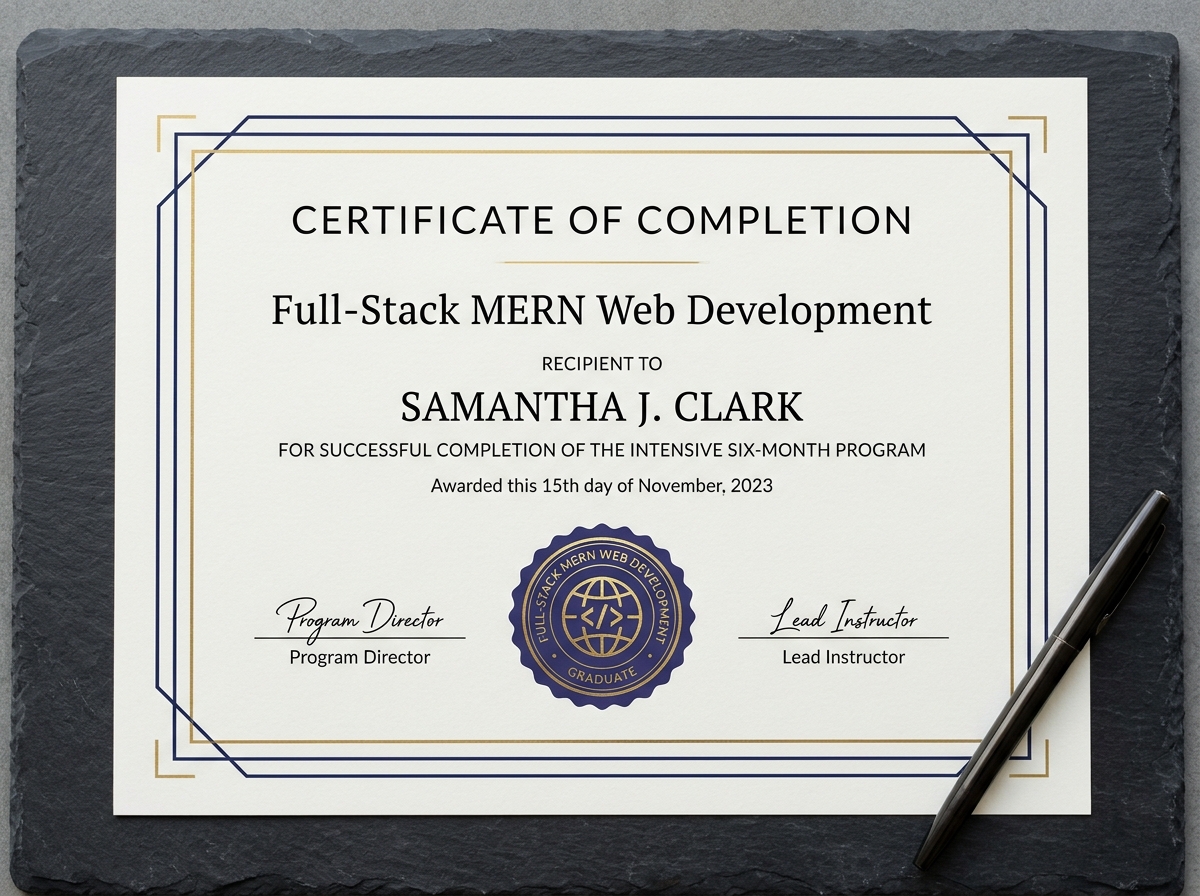 CERTIFICATE OF COMPLETION
Full-Stack MERN Web Development
RECIPIENT TO
SAMANTHA J. CLARK
FOR SUCCESSFUL COMPLETION OF THE INTENSIVE SIX-MONTH PROGRAM
Awarded this 15th day of November, 2023
FULL-STACK MERN WEB DEVELOPMENT
</>
• GRADUATE •
Program Director
Program Director
Lead Instructor
Lead Instructor